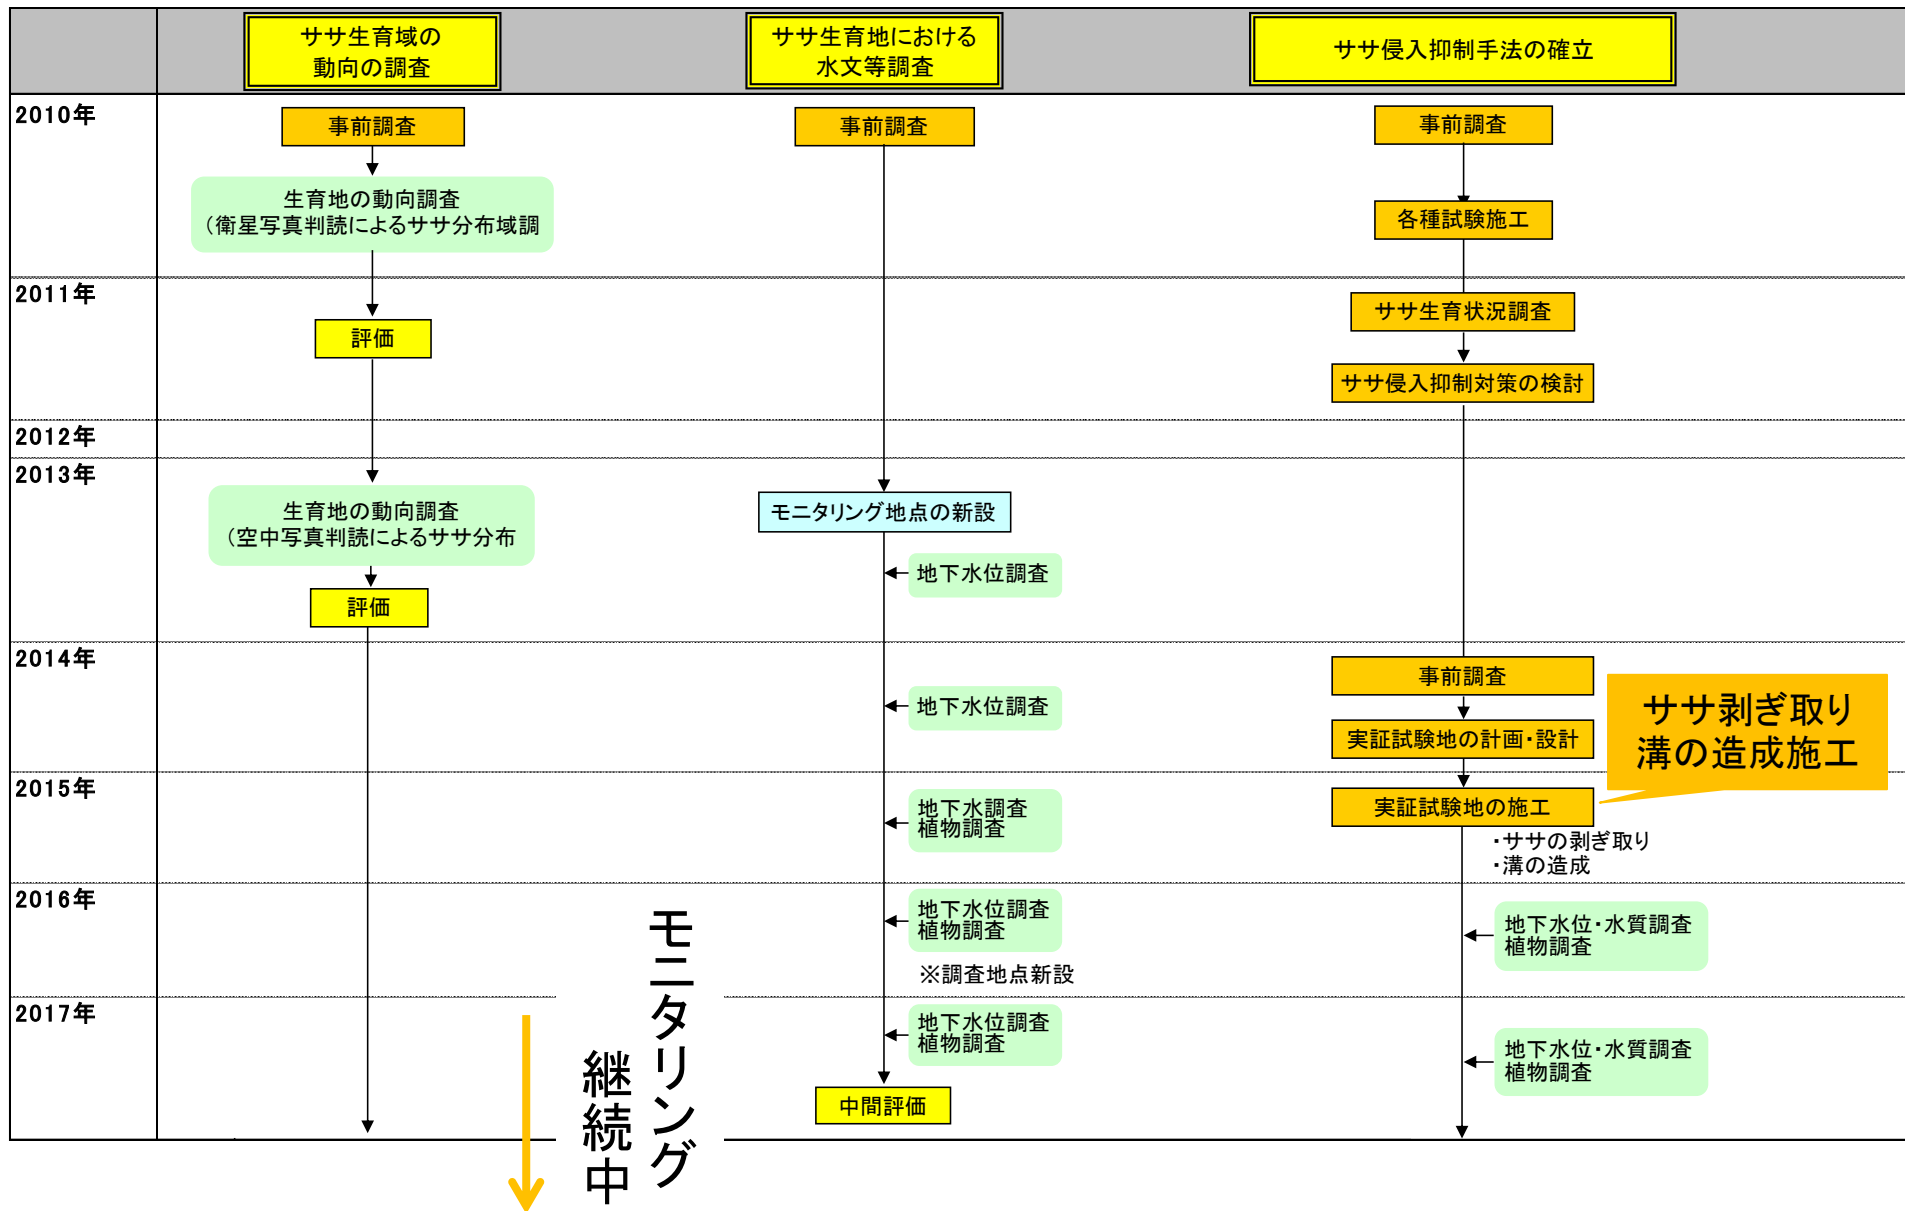 ササ生育域の
動向の調査
ササ生育地における
水文等調査
ササ侵入抑制手法の確立
2010年
事前調査
事前調査
事前調査
生育地の動向調査
（衛星写真判読によるササ分布域調
各種試験施工
2011年
ササ生育状況調査
評価
ササ侵入抑制対策の検討
2012年
2013年
生育地の動向調査
（空中写真判読によるササ分布
モニタリング地点の新設
地下水位調査
評価
2014年
事前調査
地下水位調査
実証試験地の計画・設計
ササ剥ぎ取り
溝の造成施工
2015年
地下水調査
植物調査
実証試験地の施工
・ササの剥ぎ取り
・溝の造成
2016年
地下水位調査
植物調査
※調査地点新設
地下水位・水質調査
植物調査
2017年
地下水位調査
植物調査
地下水位・水質調査
植物調査
中間評価
モニタリング
継続中